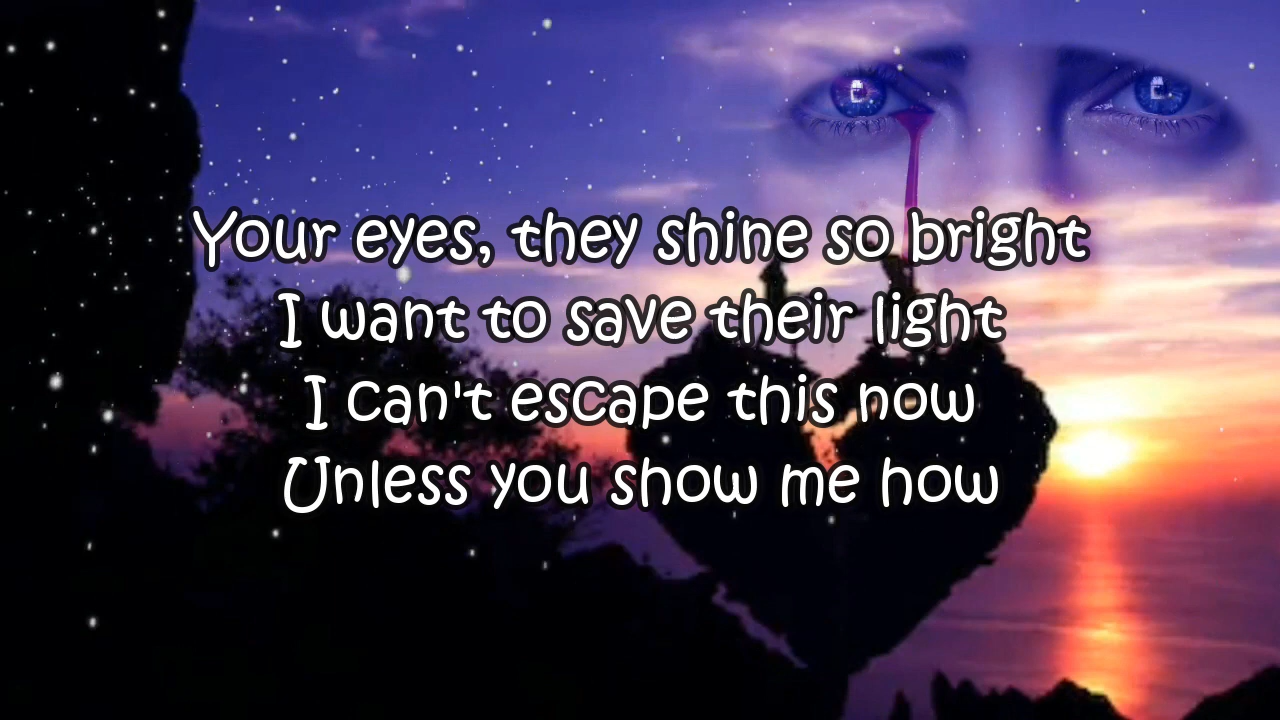 Your eyes, they shine so bright
I want to save their light
I can't escape this now
Unless you show me how